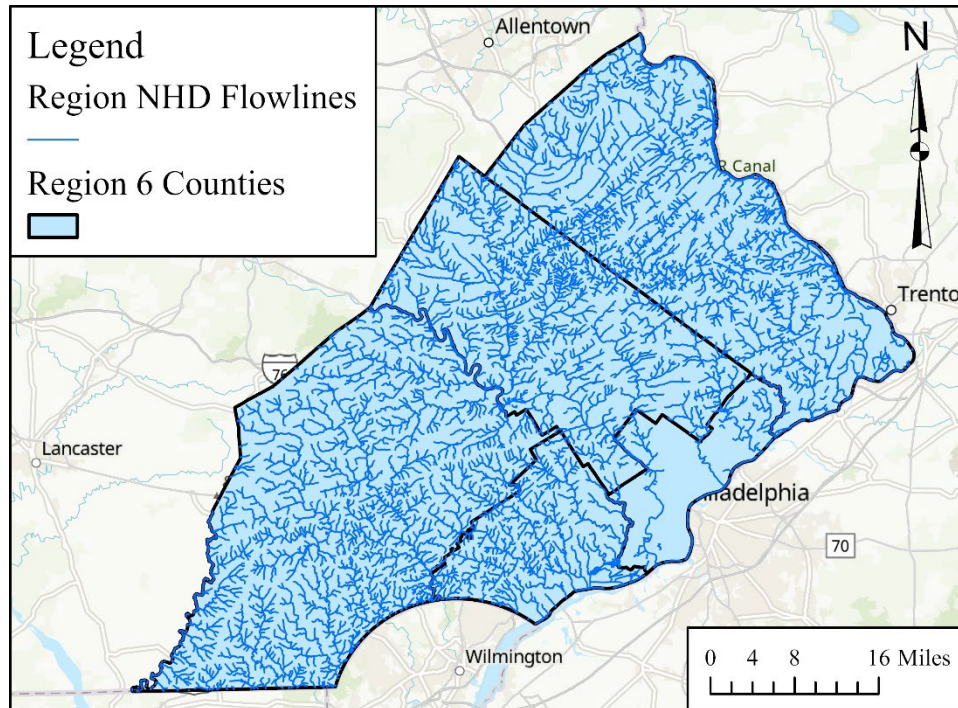 Legend
Region NHD Flowlines
Region 6 Counties
Allentown
N
R Canal
Trento
76
Lancaster
iladelphia
70
Wilmington
0 4 8 16 Miles